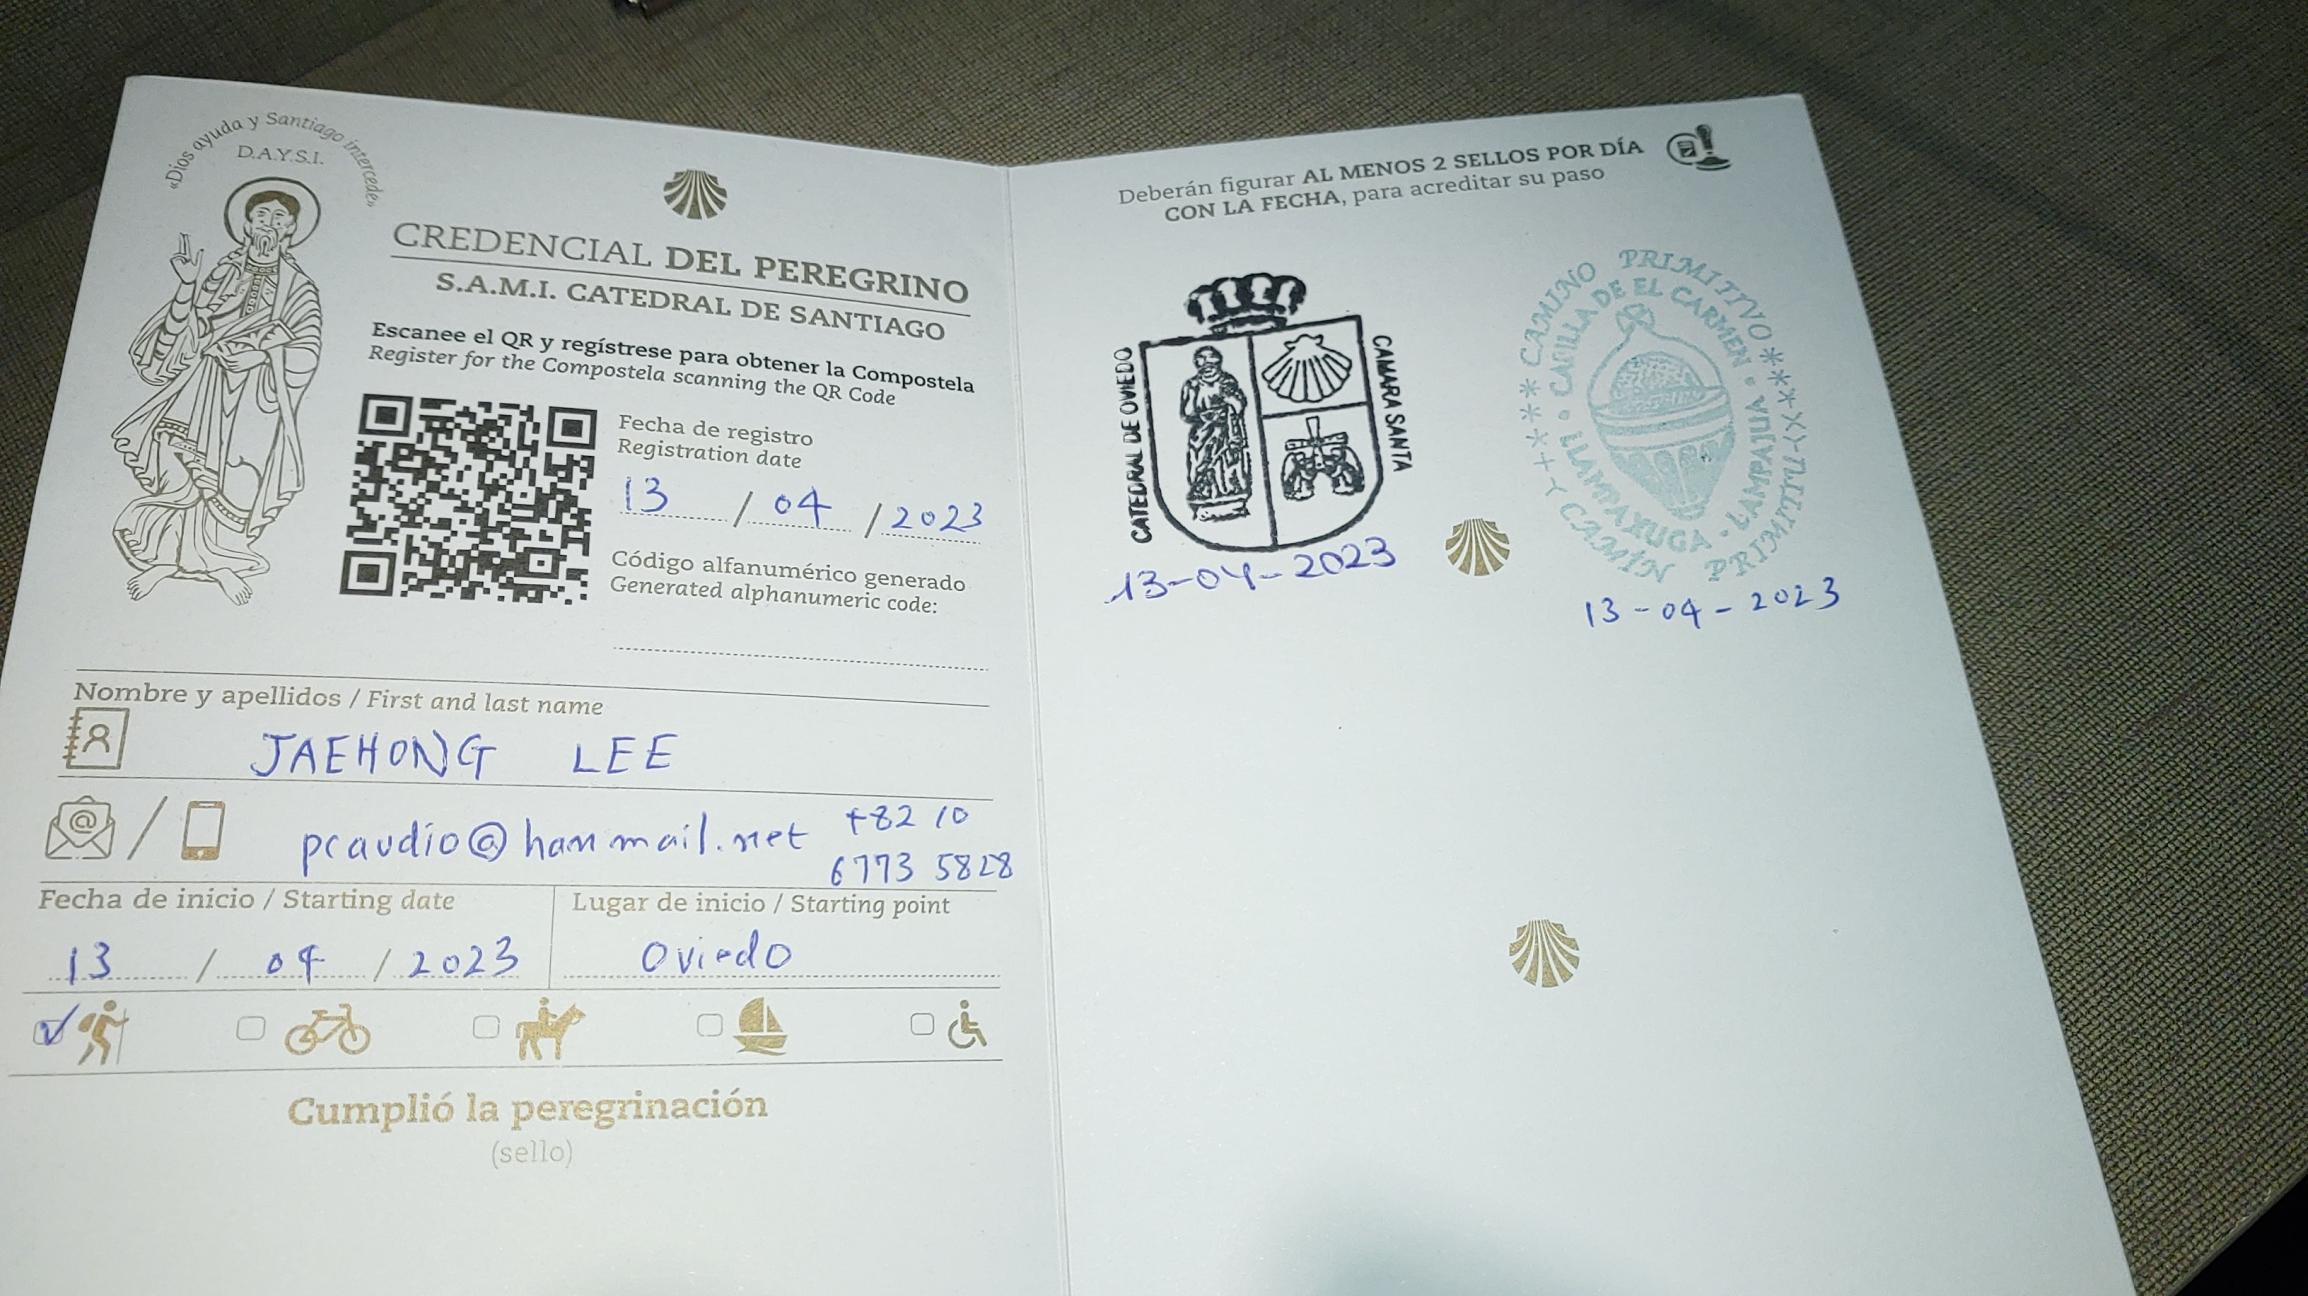 «Dios ayuda y Santiago intercede»
D.A.Y.S.I.
CREDENCIAL DEL PEREGRINO
S.A.M.I. CATEDRAL DE SANTIAGO
Escanee el QR y regístrese para obtener la Compostela
Register for the Compostela scanning the QR Code
Fecha de registro
Registration date
13 / 04 / 2023
Código alfanumérico generado
Generated alphanumeric code:
Nombre y apellidos / First and last name
JAEHONG LEE
pcaudio@hanmail.net +82 10
6773 5828
Fecha de inicio / Starting date
13 / 04 / 2023
Lugar de inicio / Starting point
Oviedo
Cumplió la peregrinación
(sello)
Deberán figurar AL MENOS 2 SELLOS POR DÍA
CON LA FECHA, para acreditar su paso
CATEDRAL DE OVIEDO
CAMARA SANTA
13-04-2023
CAMINO PRIMITIVO
DE EL CARMEN
LLAMPAXUGA · LAMPAJUA
CAMÍN PRIMITIVU
13-04-2023